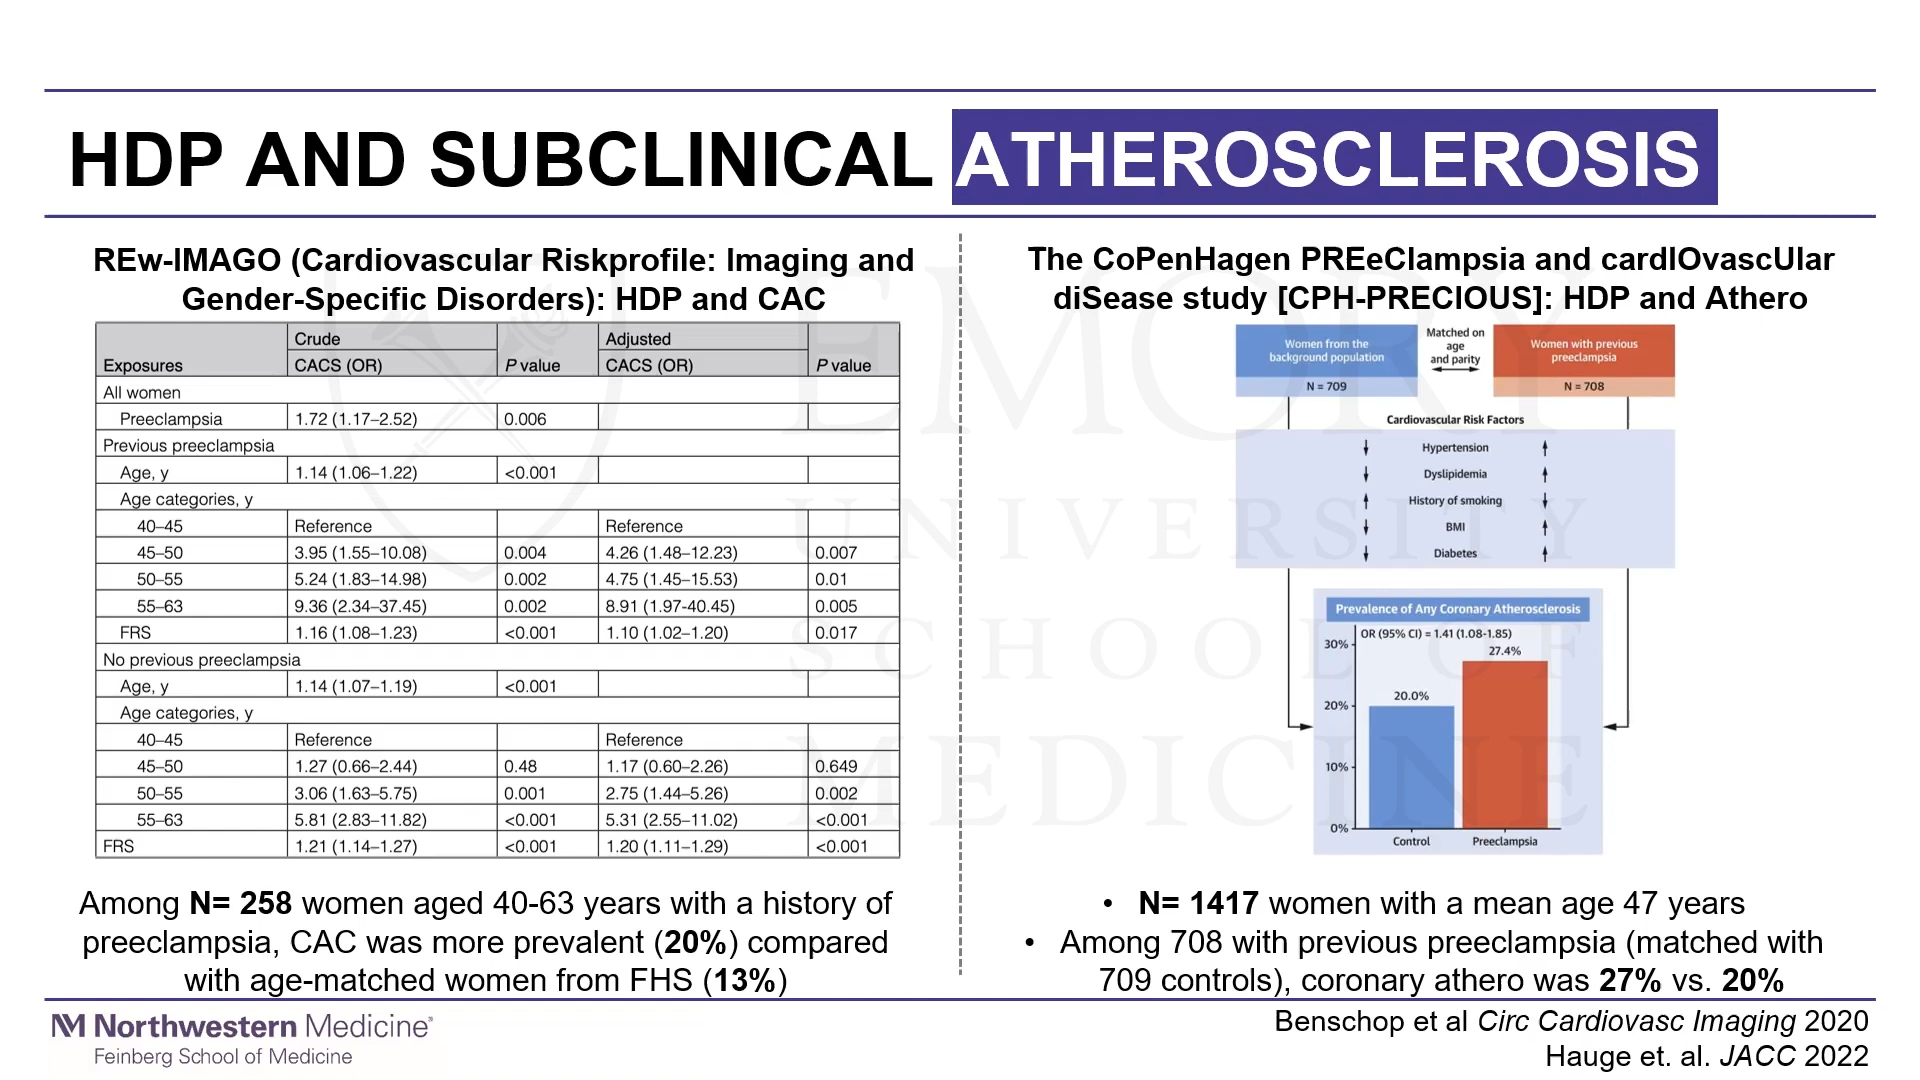 HDP AND SUBCLINICAL ATHEROSCLEROSIS
REw-IMAGO (Cardiovascular Riskprofile: Imaging and
Gender-Specific Disorders): HDP and CAC
Exposures Crude CACS (OR) P value Adjusted CACS (OR) P value
All women
Preeclampsia 1.72 (1.17–2.52) 0.006
Previous preeclampsia
Age, y 1.14 (1.06–1.22) <0.001
Age categories, y
40–45 Reference Reference
45–50 3.95 (1.55–10.08) 0.004 4.26 (1.48–12.23) 0.007
50–55 5.24 (1.83–14.98) 0.002 4.75 (1.45–15.53) 0.01
55–63 9.36 (2.34–37.45) 0.002 8.91 (1.97-40.45) 0.005
FRS 1.16 (1.08–1.23) <0.001 1.10 (1.02–1.20) 0.017
No previous preeclampsia
Age, y 1.14 (1.07–1.19) <0.001
Age categories, y
40–45 Reference Reference
45–50 1.27 (0.66–2.44) 0.48 1.17 (0.60–2.26) 0.649
50–55 3.06 (1.63–5.75) 0.001 2.75 (1.44–5.26) 0.002
55–63 5.81 (2.83–11.82) <0.001 5.31 (2.55–11.02) <0.001
FRS 1.21 (1.14–1.27) <0.001 1.20 (1.11–1.29) <0.001
Among N= 258 women aged 40-63 years with a history of
preeclampsia, CAC was more prevalent (20%) compared
with age-matched women from FHS (13%)
The CoPenHagen PREeClampsia and cardIOvascUlar
diSease study [CPH-PRECIOUS]: HDP and Athero
Women from the
background population
N = 709
Matched on
age
and parity
Women with previous
preeclampsia
N = 708
Cardiovascular Risk Factors
↓ Hypertension ↑
↓ Dyslipidemia ↑
↑ History of smoking ↓
↓ BMI ↑
↓ Diabetes ↑
Prevalence of Any Coronary Atherosclerosis
OR (95% CI) = 1.41 (1.08-1.85)
30%
27.4%
20.0%
20%
10%
0%
Control Preeclampsia
• N= 1417 women with a mean age 47 years
• Among 708 with previous preeclampsia (matched with
709 controls), coronary athero was 27% vs. 20%
Northwestern Medicine
Feinberg School of Medicine
Benschop et al Circ Cardiovasc Imaging 2020
Hauge et. al. JACC 2022
EMORY
UNIVERSITY
SCHOOL OF
MEDICINE